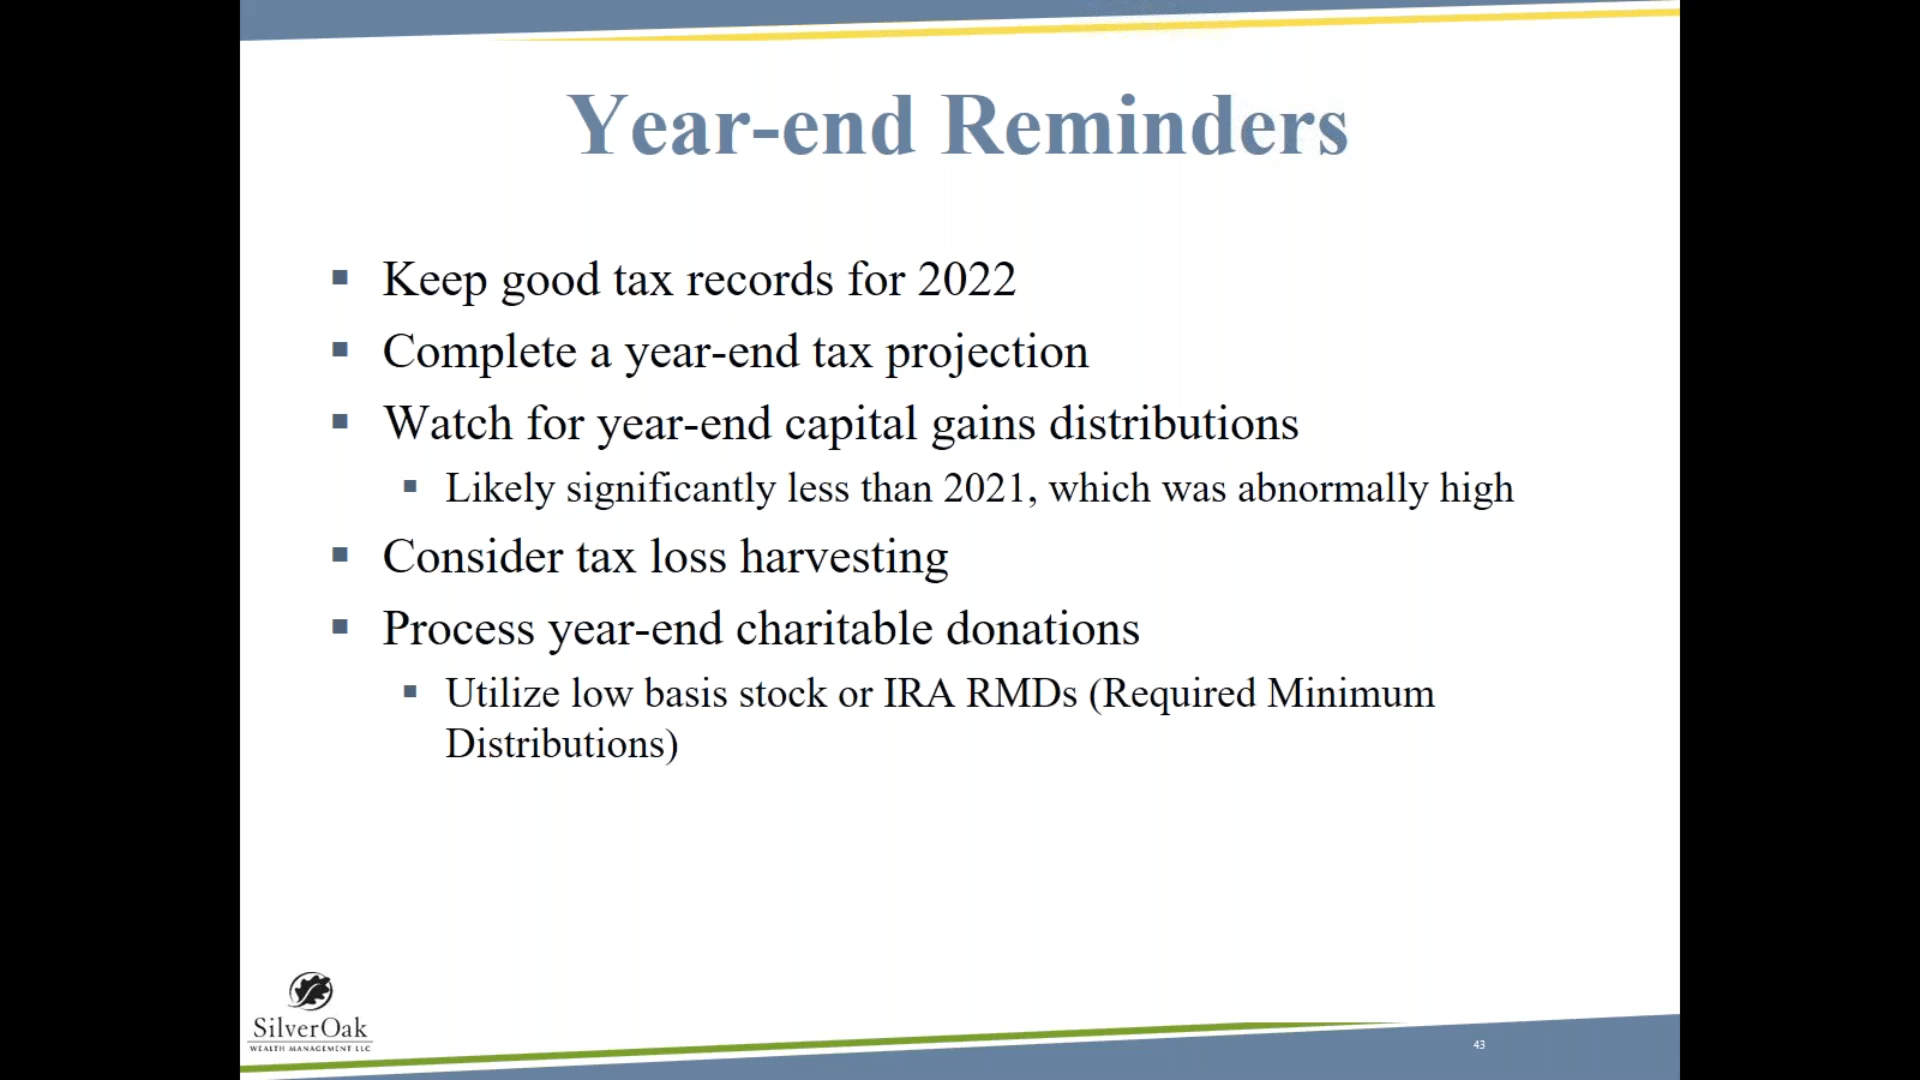 Year-end Reminders
Keep good tax records for 2022
Complete a year-end tax projection
Watch for year-end capital gains distributions
Likely significantly less than 2021, which was abnormally high
Consider tax loss harvesting
Process year-end charitable donations
Utilize low basis stock or IRA RMDs (Required Minimum
Distributions)
SilverOak
WEALTH MANAGEMENT LLC
43